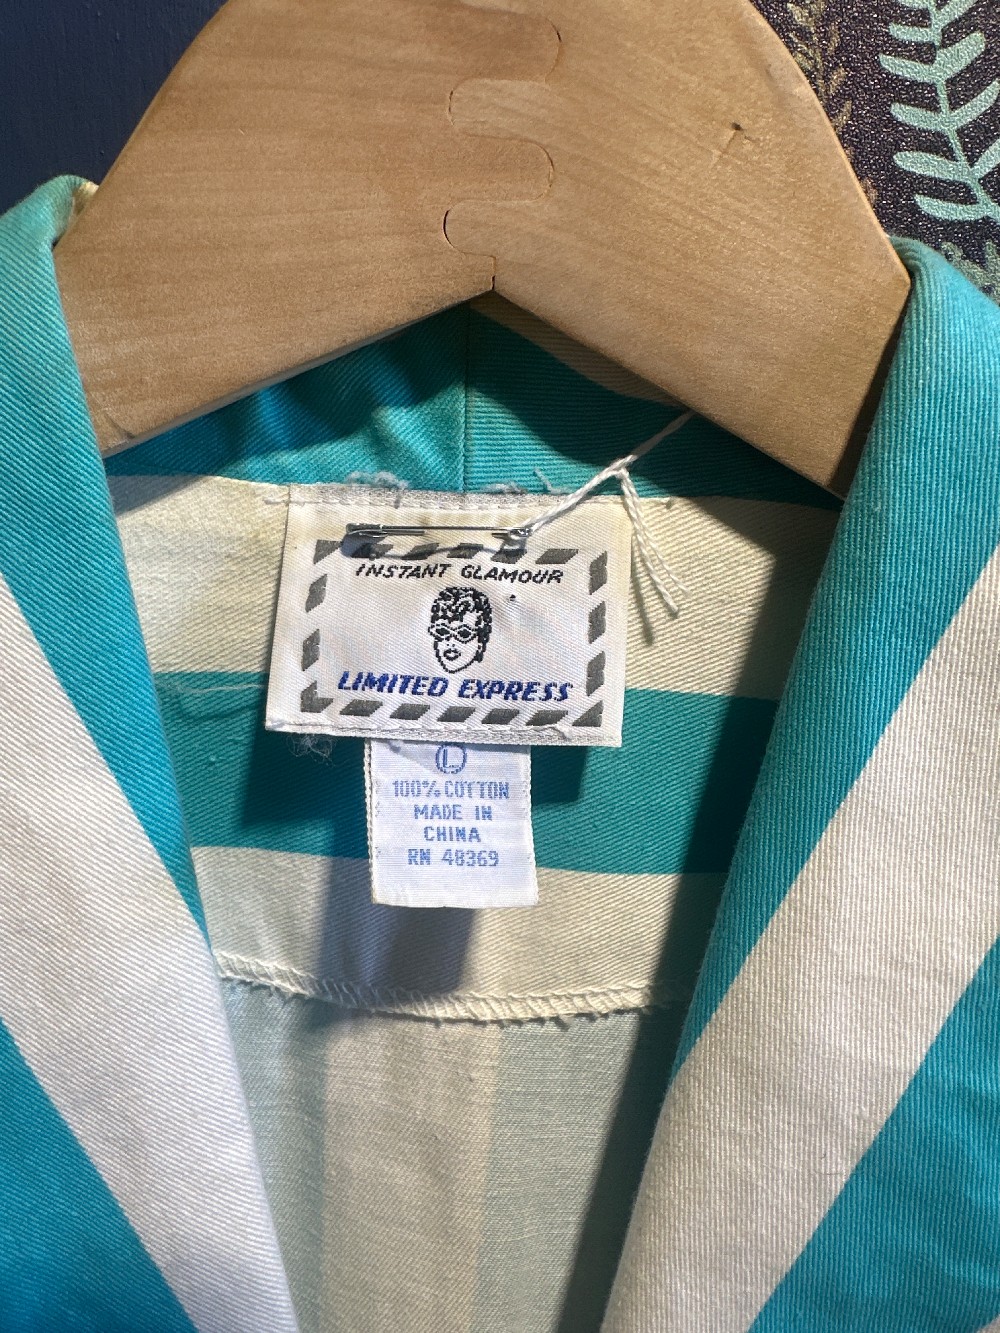 INSTANT GLAMOUR
LIMITED EXPRESS
L
100% COTTON
MADE IN
CHINA
RN 48369